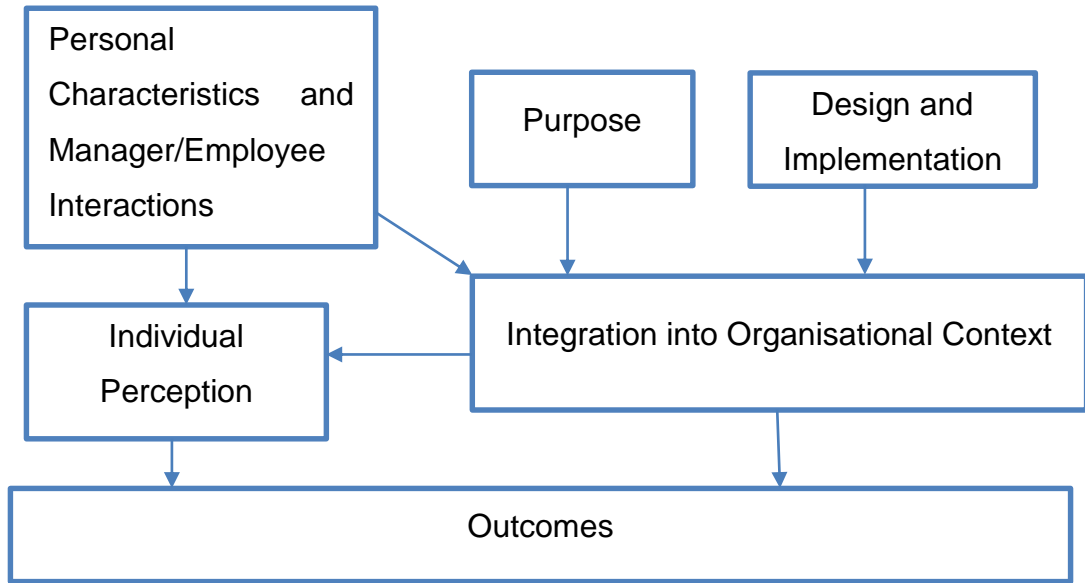 Personal
Characteristics and
Manager/Employee
Interactions
Purpose
Design and
Implementation
Individual
Perception
Integration into Organisational Context
Outcomes